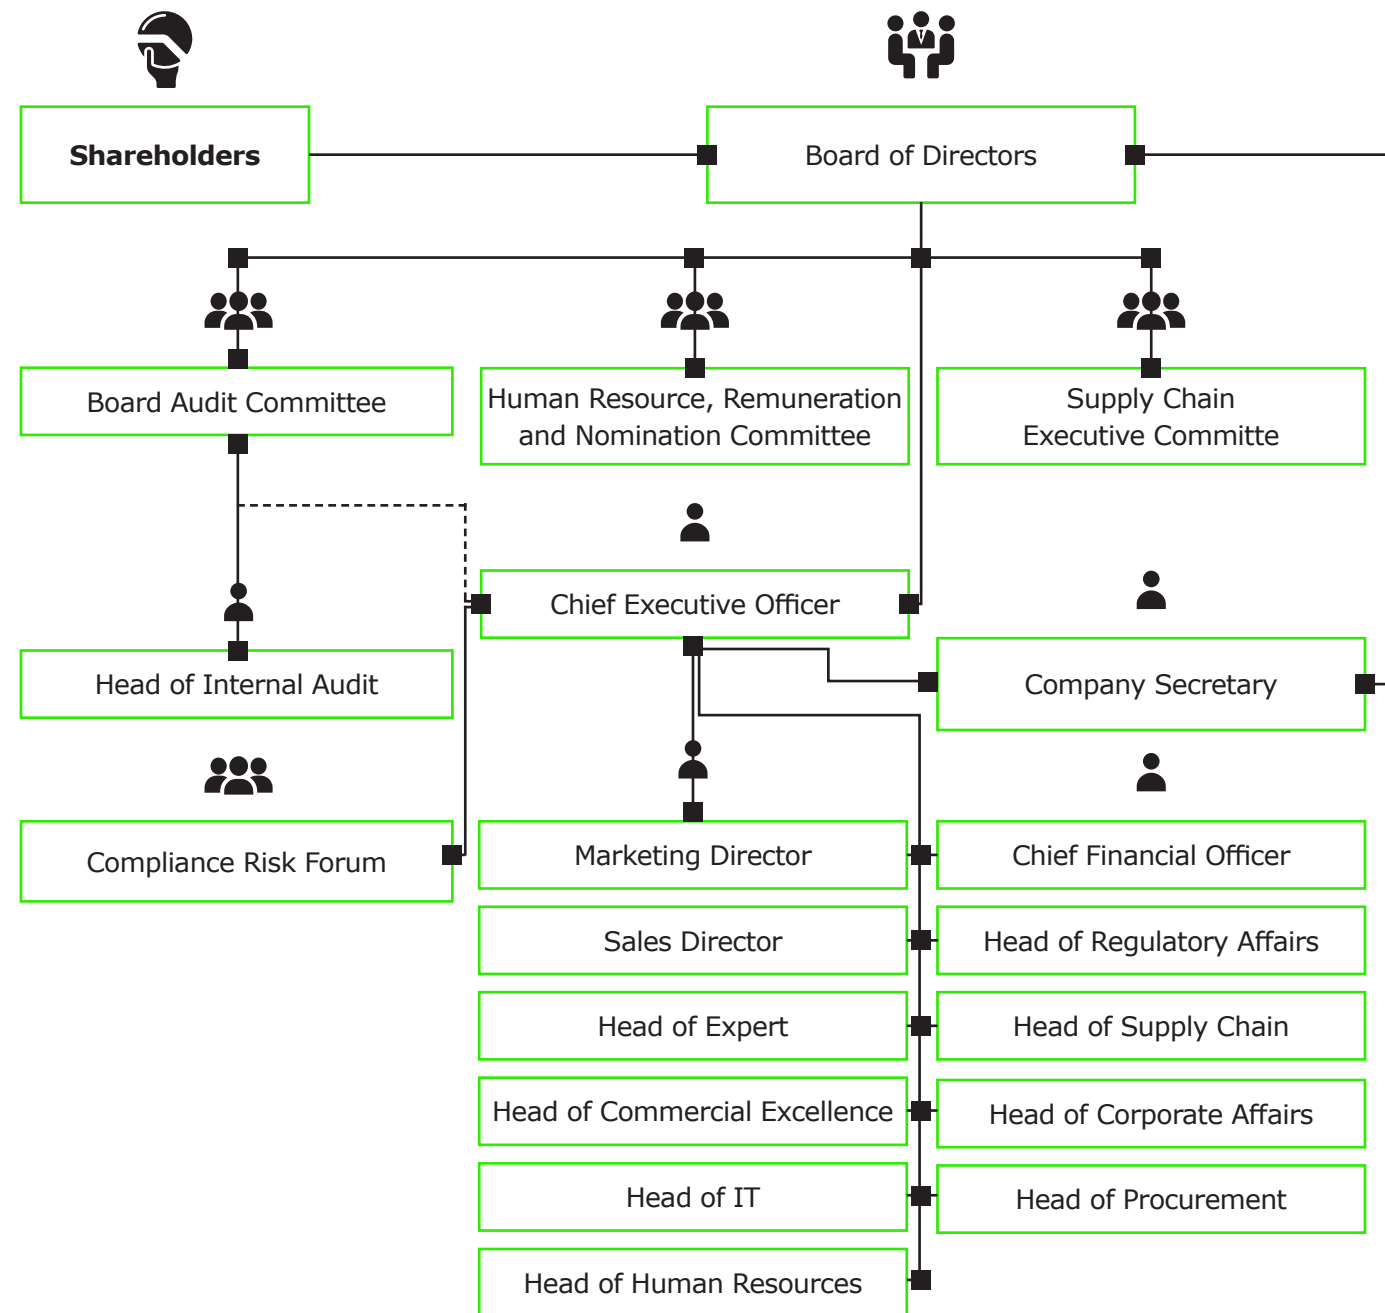 Shareholders
Board of Directors
Board Audit Committee
Human Resource, Remuneration
and Nomination Committee
Supply Chain
Executive Committe
Chief Executive Officer
Head of Internal Audit
Company Secretary
Compliance Risk Forum
Marketing Director
Chief Financial Officer
Sales Director
Head of Regulatory Affairs
Head of Expert
Head of Supply Chain
Head of Commercial Excellence
Head of Corporate Affairs
Head of IT
Head of Procurement
Head of Human Resources